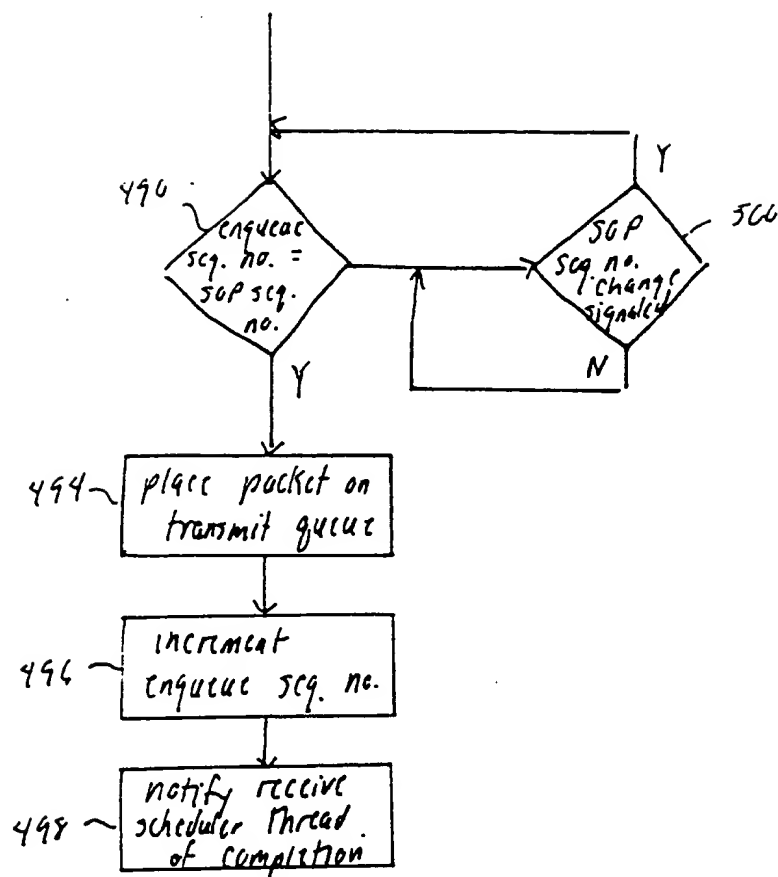 Y
490
enqueue
seq. no. =
SOP seq.
no.
SOP
seq no.
change
signaled
500
Y
N
494
place packet on
transmit queue
496
increment
enqueue seq. no.
498
notify receive
scheduler thread
of completion